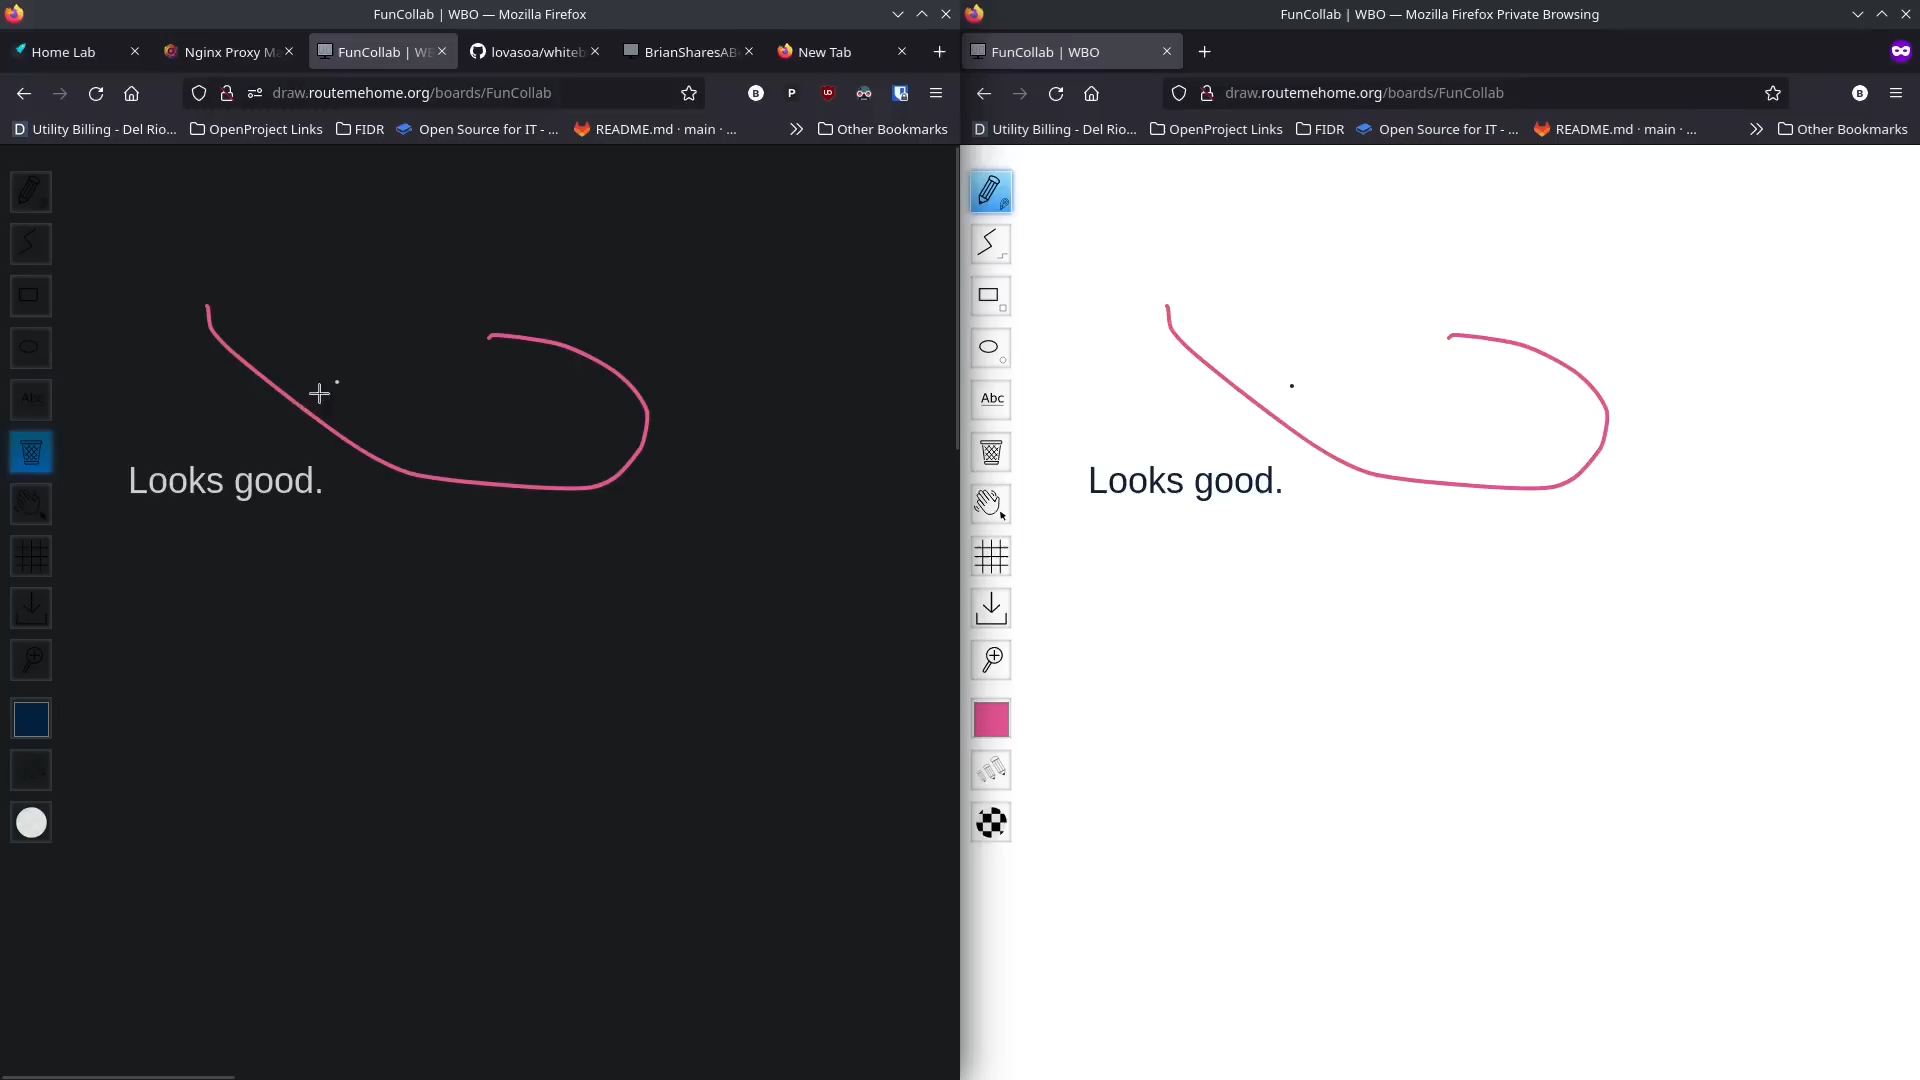 FunCollab | WBO — Mozilla Firefox
Home Lab
Nginx Proxy Ma
FunCollab | WB
lovasoa/whiteb
BrianSharesAB
New Tab
draw.routemehome.org/boards/FunCollab
Utility Billing - Del Rio...
OpenProject Links
FIDR
Open Source for IT - ...
README.md · main · ...
Other Bookmarks
Abc
Looks good.
FunCollab | WBO — Mozilla Firefox Private Browsing
FunCollab | WBO
draw.routemehome.org/boards/FunCollab
Utility Billing - Del Rio...
OpenProject Links
FIDR
Open Source for IT - ...
README.md · main · ...
Other Bookmarks
Abc
Looks good.